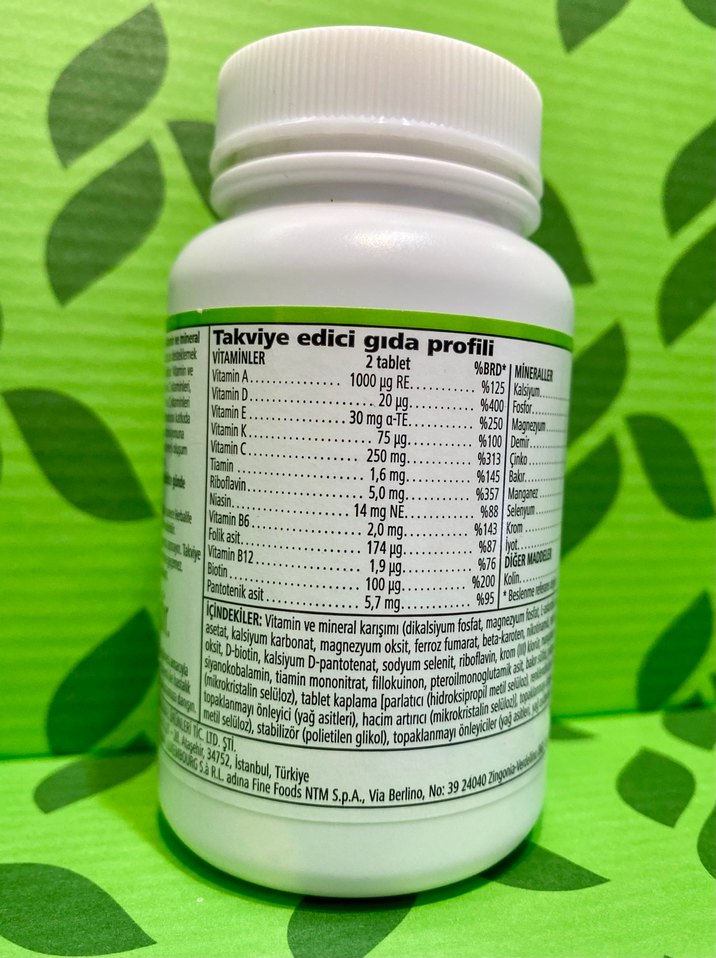 Takviye edici gıda profili
VİTAMİNLER 2 tablet %BRD*
Vitamin A 1000 µg RE %125
Vitamin D 20 µg %400
Vitamin E 30 mg α-TE %250
Vitamin K 75 µg %100
Vitamin C 250 mg %313
Tiamin 1,6 mg %145
Riboflavin 5,0 mg %357
Niasin 14 mg NE %88
Vitamin B6 2,0 mg %143
Folik asit 174 µg %87
Vitamin B12 1,9 µg %76
Biotin 100 µg %200
Pantotenik asit 5,7 mg %95
MİNERALLER
Kalsiyum
Fosfor
Magnezyum
Demir
Çinko
Bakır
Manganez
Selenyum
Krom
İyot
DİĞER MADDELER
Kolin
* Beslenme referans
İÇİNDEKİLER: Vitamin ve mineral karışımı (dikalsiyum fosfat, magnezyum fosfat,
asetat, kalsiyum karbonat, magnezyum oksit, ferroz fumarat, beta-karoten,
oksit, D-biotin, kalsiyum D-pantotenat, sodyum selenit, riboflavin, krom (III) klorür,
siyanokobalamin, tiamin mononitrat, fillokuinon, pteroilmonoglutamik asit,
(mikrokristalin selüloz), tablet kaplama [parlatıcı (hidroksipropil metil selüloz),
topaklanmayı önleyici (yağ asitleri), hacim artırıcı (mikrokristalin selüloz),
metil selüloz), stabilizör (polietilen glikol), topaklanmayı önleyiciler (yağ asitleri,
ÜRÜNLERİ TİC. LTD. ŞTİ.
Ataşehir, 34752, İstanbul, Türkiye
S.à R.L. adına Fine Foods NTM S.p.A., Via Berlino, No: 39 24040 Zingonia-Verdellino